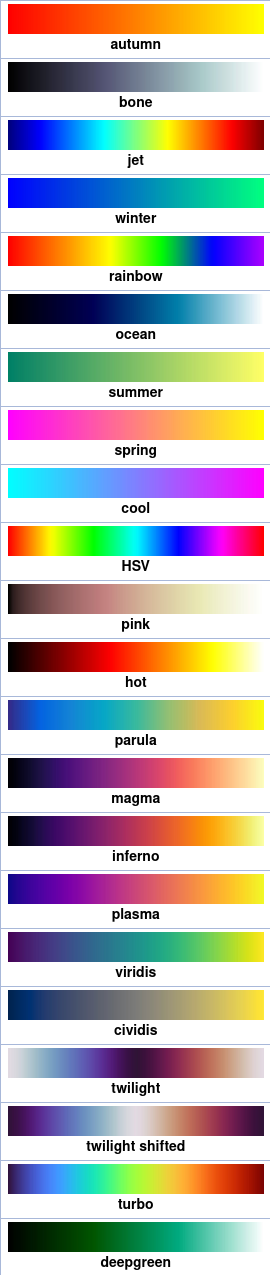 autumn
bone
jet
winter
rainbow
ocean
summer
spring
cool
HSV
pink
hot
parula
magma
inferno
plasma
viridis
cividis
twilight
twilight shifted
turbo
deepgreen